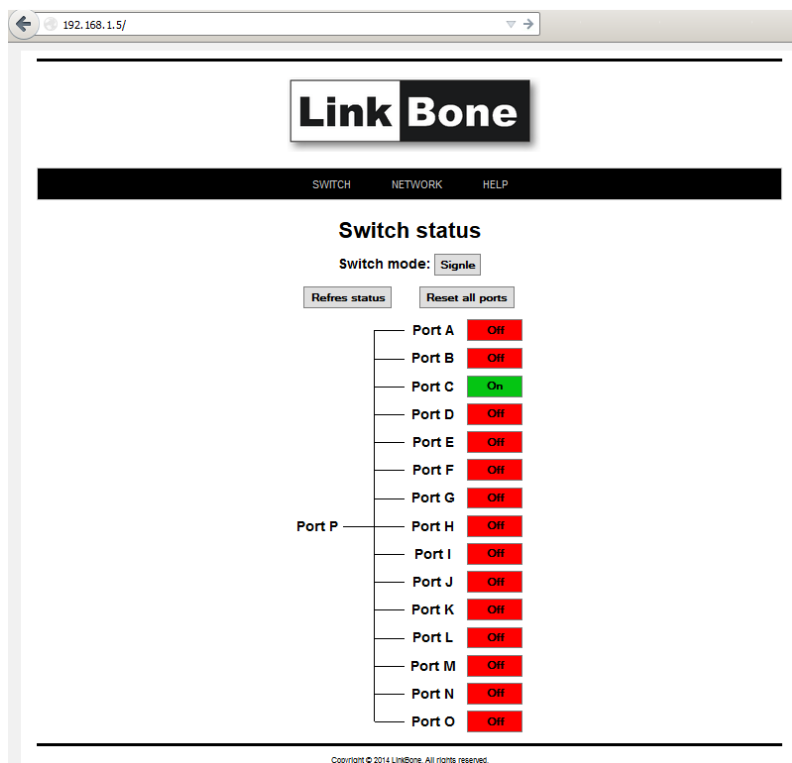 192.168.1.5/
Link Bone
SWITCH NETWORK HELP
Switch status
Switch mode: Signle
Refres status Reset all ports
Port A Off
Port B Off
Port C On
Port D Off
Port E Off
Port F Off
Port G Off
Port P Port H Off
Port I Off
Port J Off
Port K Off
Port L Off
Port M Off
Port N Off
Port O Off
Copyright © 2014 LinkBone. All rights reserved.